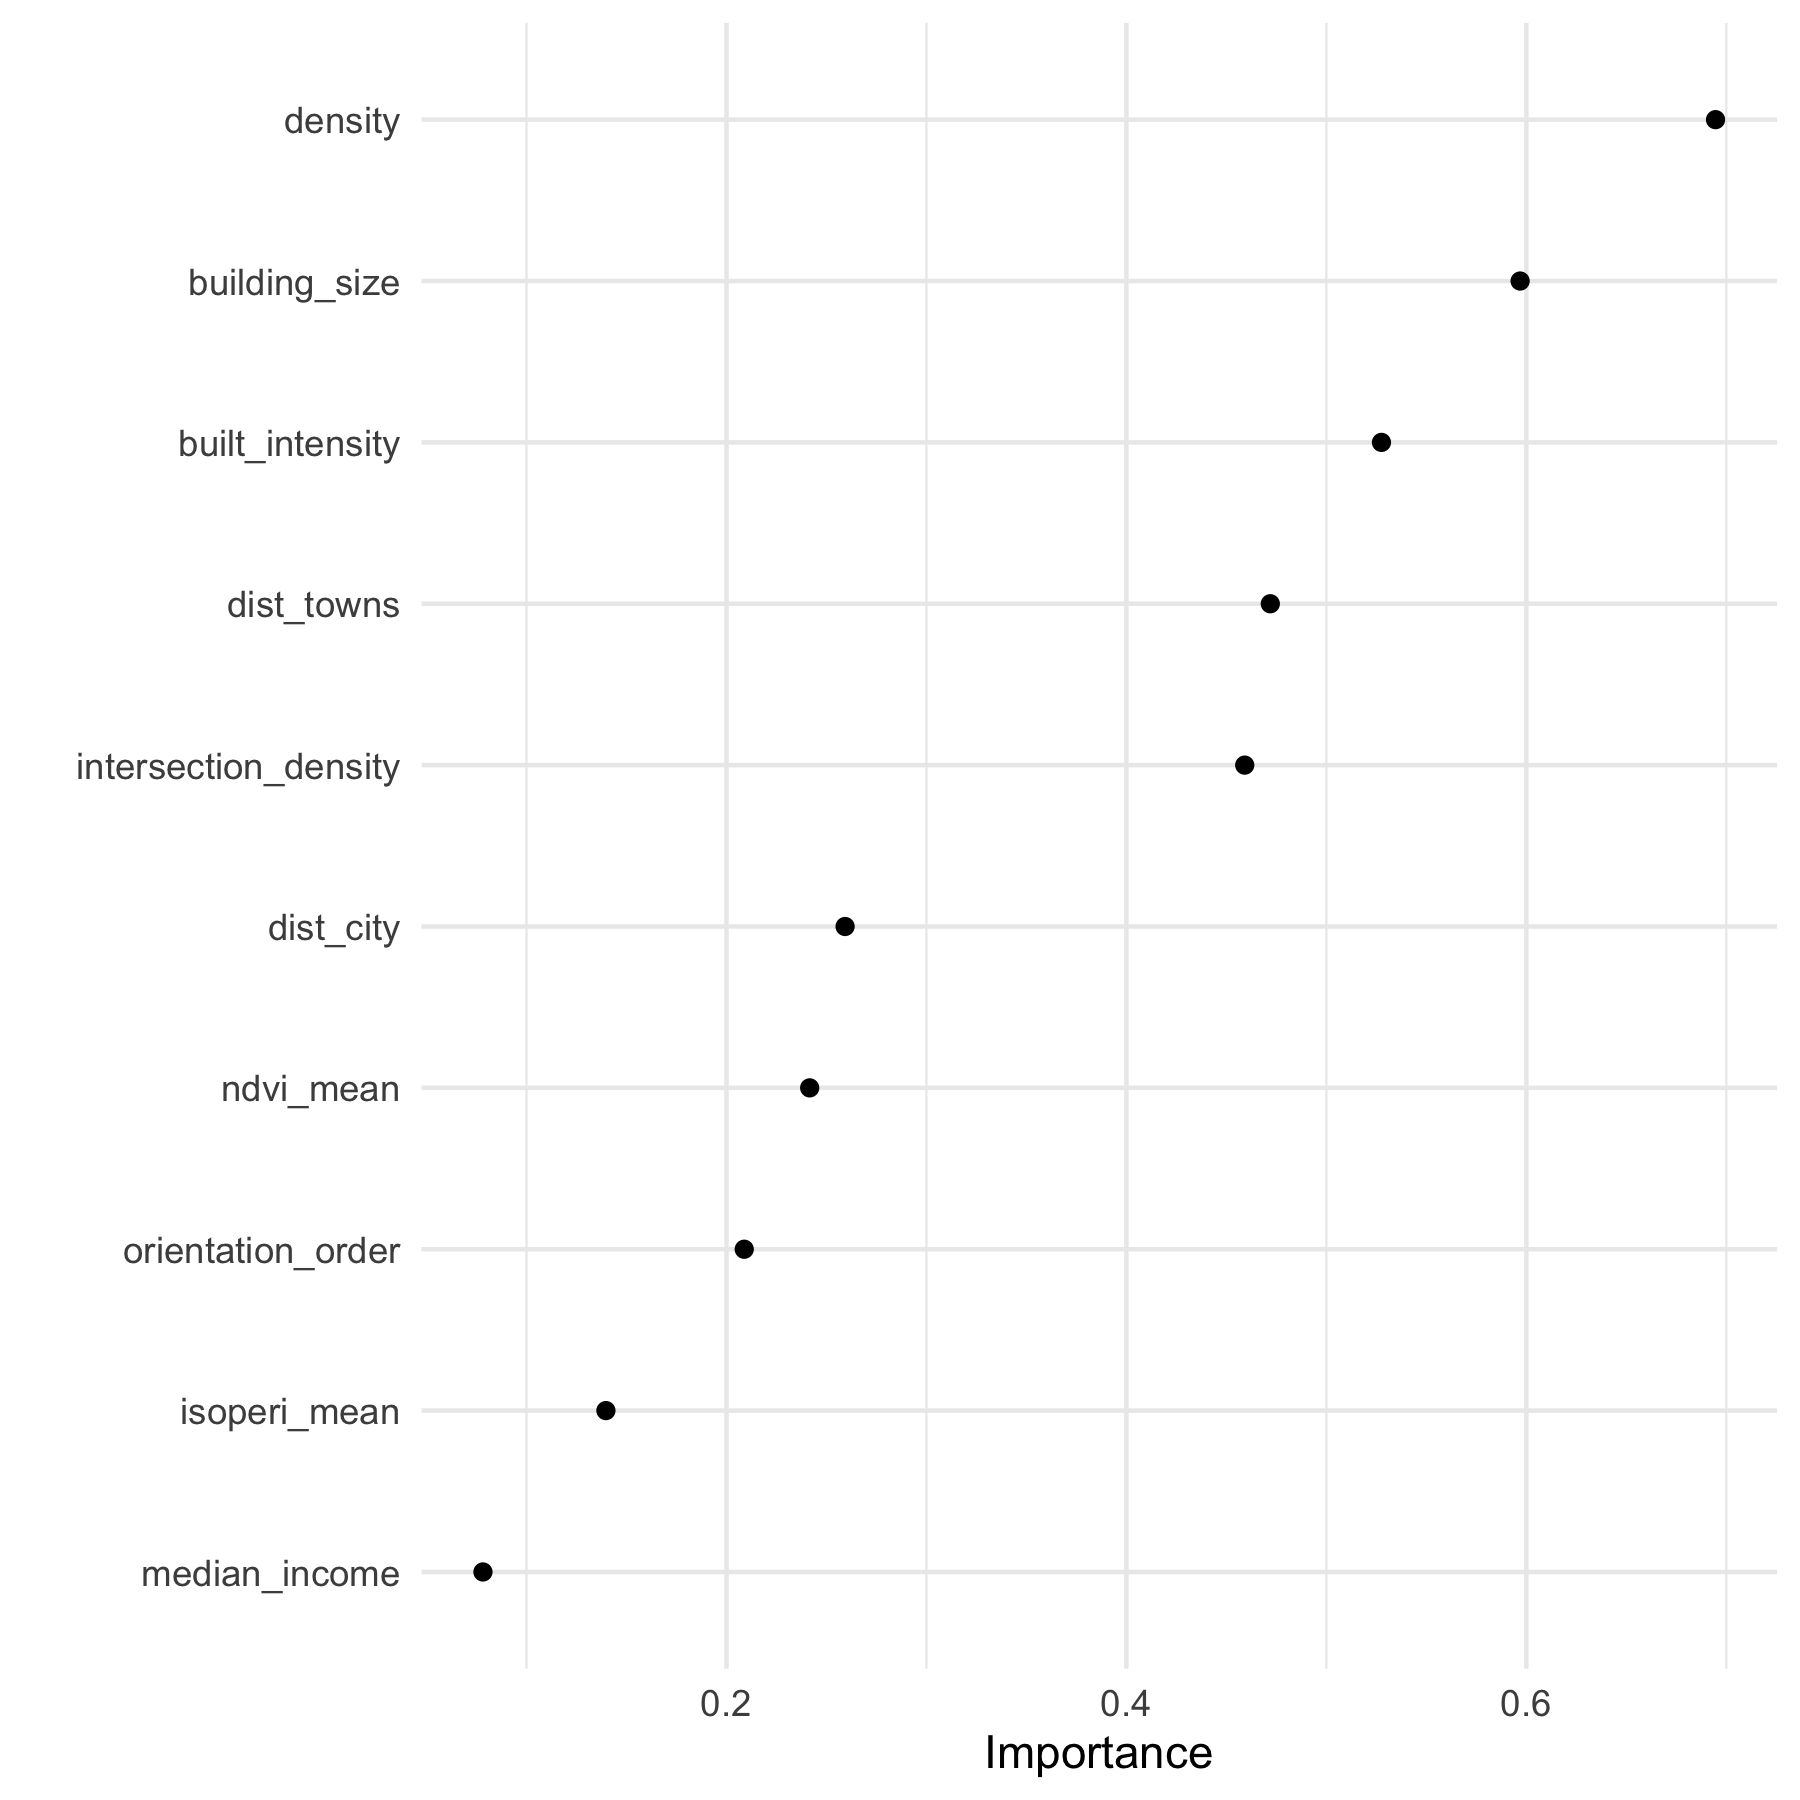 density
building_size
built_intensity
dist_towns
intersection_density
dist_city
ndvi_mean
orientation_order
isoperi_mean
median_income
0.2 0.4 0.6
Importance